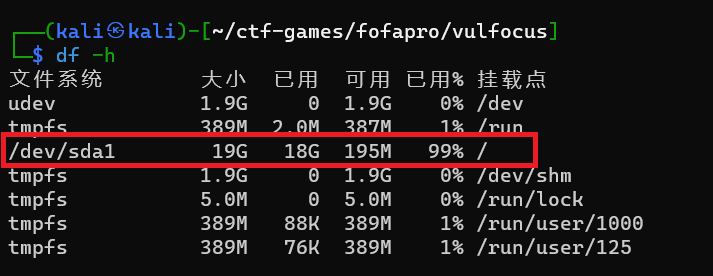 ┌──(kali㉿kali)-[~/ctf-games/fofapro/vulfocus]
└─$ df -h
文件系统 大小 已用 可用 已用% 挂载点
udev 1.9G 0 1.9G 0% /dev
tmpfs 389M 2.0M 387M 1% /run
/dev/sda1 19G 18G 195M 99% /
tmpfs 1.9G 0 1.9G 0% /dev/shm
tmpfs 5.0M 0 5.0M 0% /run/lock
tmpfs 389M 88K 389M 1% /run/user/1000
tmpfs 389M 76K 389M 1% /run/user/125